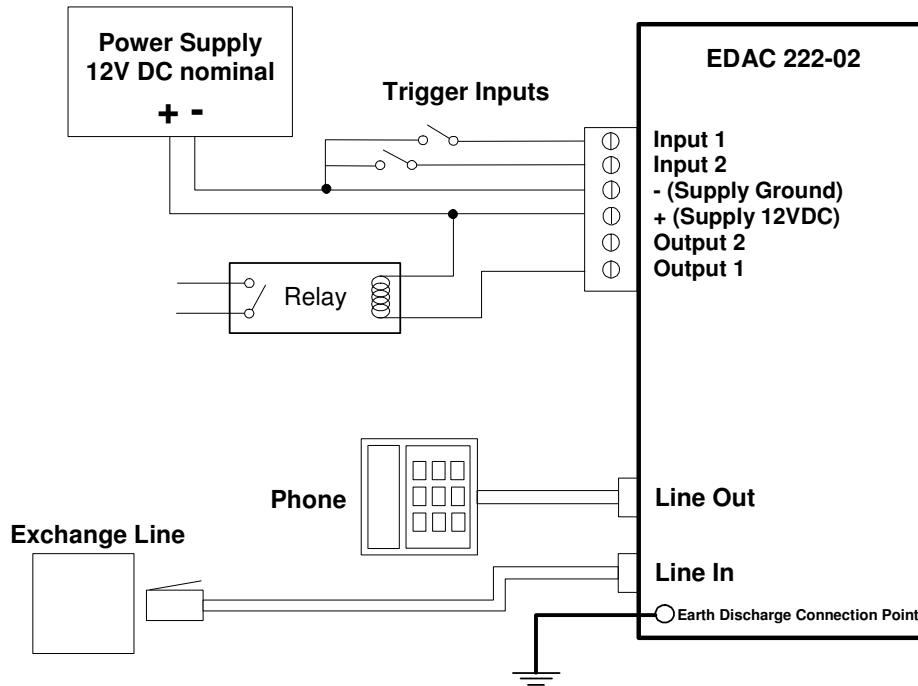 Power Supply
12V DC nominal
+ -
EDAC 222-02
Trigger Inputs
Input 1
Input 2
- (Supply Ground)
+ (Supply 12VDC)
Output 2
Output 1
Relay
Phone
Line Out
Exchange Line
Line In
Earth Discharge Connection Point